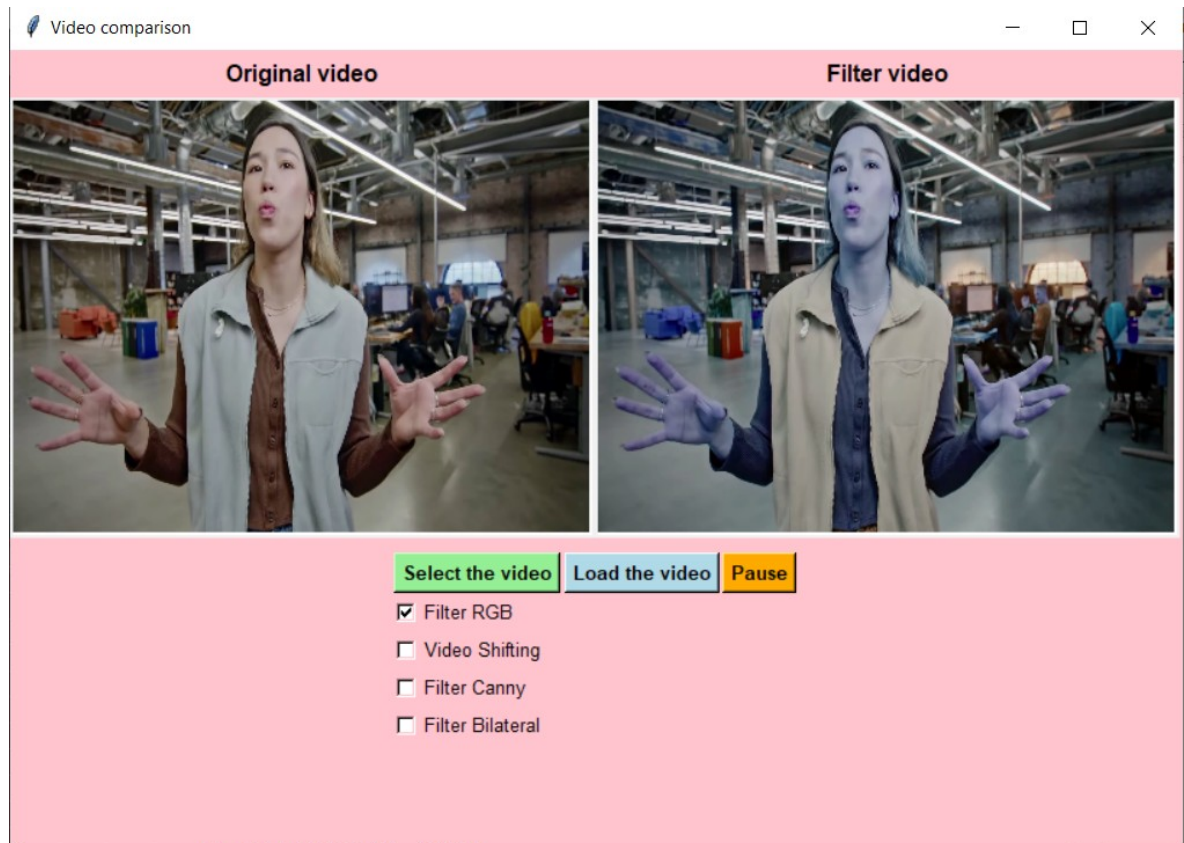 Video comparison
Original video Filter video
Select the video Load the video Pause
Filter RGB
Video Shifting
Filter Canny
Filter Bilateral